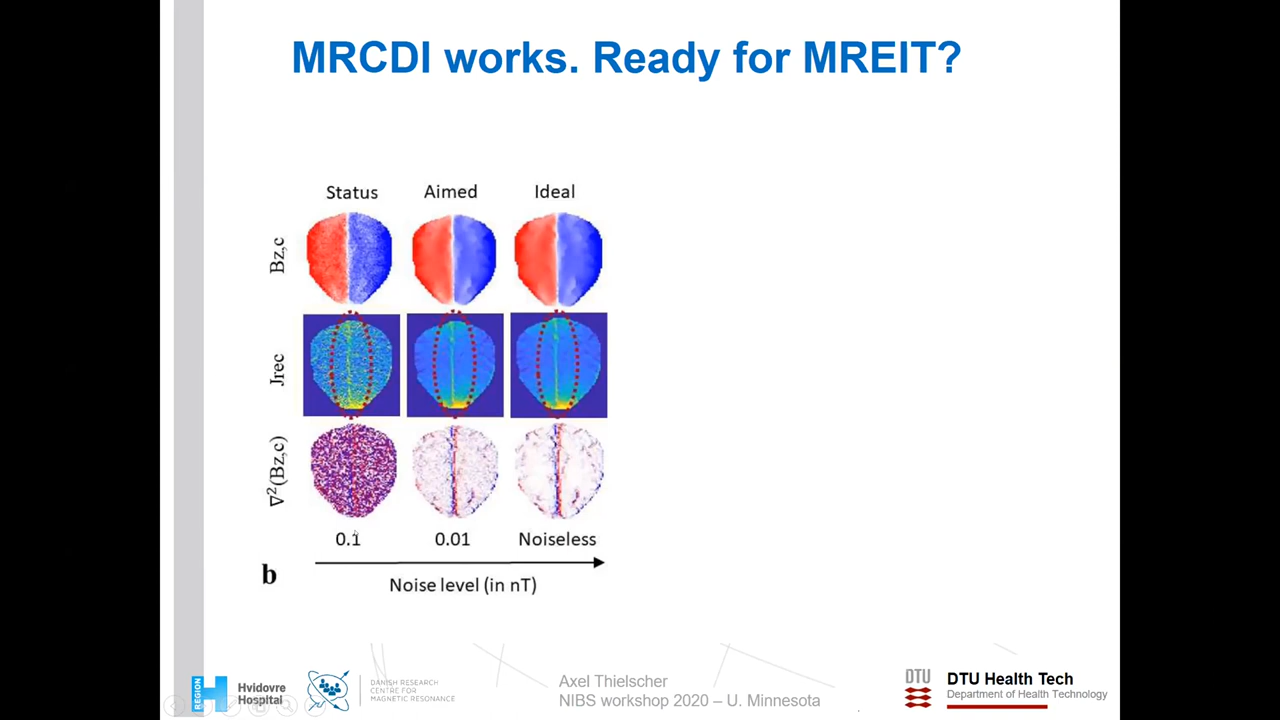 MRCDI works. Ready for MREIT?
Status Aimed Ideal
Bz,c
Jrec
∇²(Bz,c)
0.1 0.01 Noiseless
b
Noise level (in nT)
REGION
H
Hvidovre
Hospital
DANISH RESEARCH
CENTRE FOR
MAGNETIC RESONANCE
Axel Thielscher
NIBS workshop 2020 – U. Minnesota
DTU
DTU Health Tech
Department of Health Technology